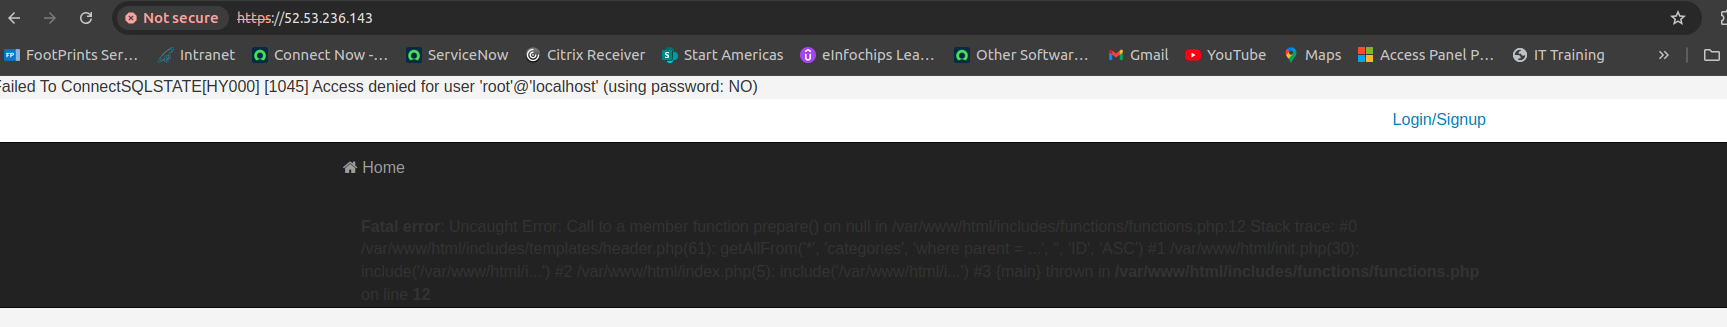 Not secure https://52.53.236.143
FootPrints Ser... Intranet Connect Now -... ServiceNow Citrix Receiver Start Americas eInfochips Lea... Other Softwar... Gmail YouTube Maps Access Panel P... IT Training »
Failed To ConnectSQLSTATE[HY000] [1045] Access denied for user 'root'@'localhost' (using password: NO)
Login/Signup
Home
Fatal error: Uncaught Error: Call to a member function prepare() on null in /var/www/html/includes/functions/functions.php:12 Stack trace: #0
/var/www/html/includes/templates/header.php(61): getAllFrom('*', 'categories', 'where parent = ...', '', 'ID', 'ASC') #1 /var/www/html/init.php(30):
include('/var/www/html/i...') #2 /var/www/html/index.php(5): include('/var/www/html/i...') #3 {main} thrown in /var/www/html/includes/functions/functions.php
on line 12